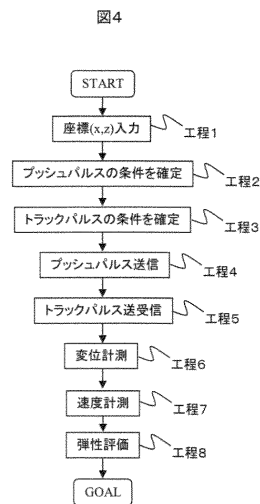 図4
START
座標(x,z)入力
工程1
プッシュパルスの条件を確定
工程2
トラックパルスの条件を確定
工程3
プッシュパルス送信
工程4
トラックパルス送受信
工程5
変位計測
工程6
速度計測
工程7
弾性評価
工程8
GOAL